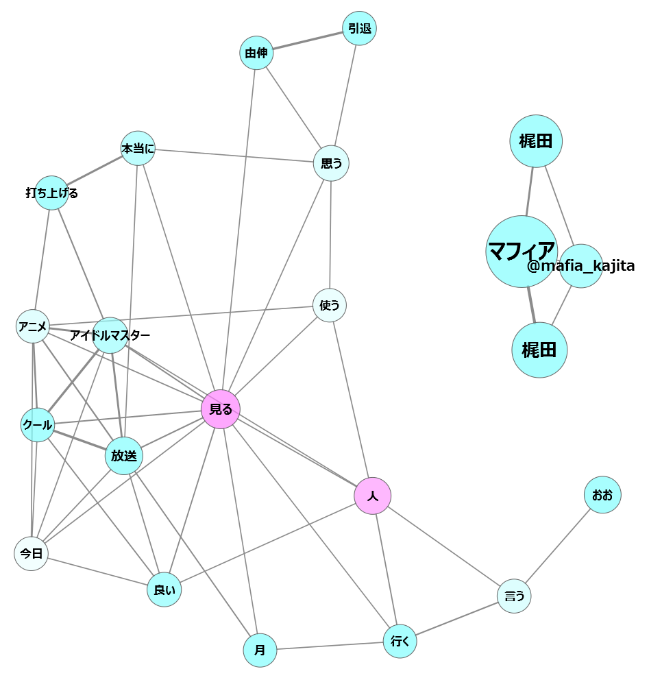 引退
由伸
梶田
本当に
思う
打ち上げる
マフィア
@mafia_kajita
使う
アニメ
アイドルマスター
梶田
見る
クール
放送
人
おお
今日
良い
言う
行く
月